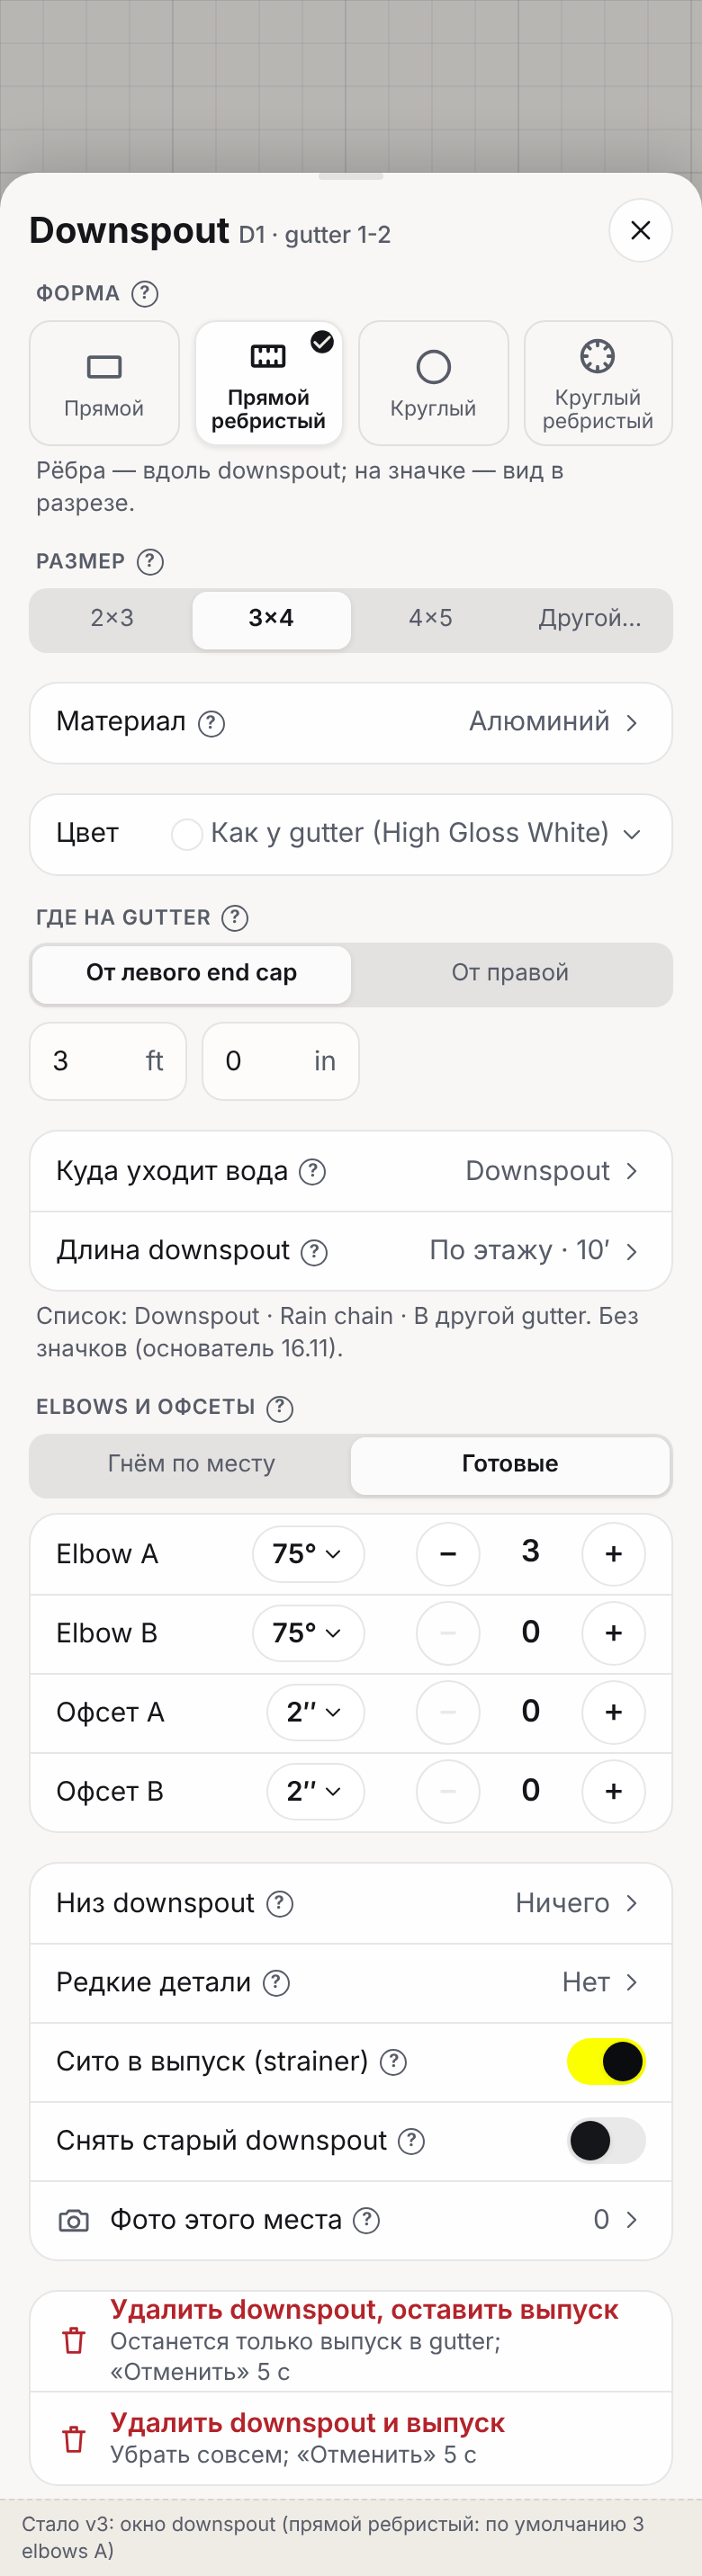 Downspout D1 · gutter 1-2
ФОРМА ?
Прямой
Прямой
ребристый
Круглый
Круглый
ребристый
Рёбра — вдоль downspout; на значке — вид в
разрезе.
РАЗМЕР ?
2×3 3×4 4×5 Другой...
Материал ? Алюминий
Цвет Как у gutter (High Gloss White)
ГДЕ НА GUTTER ?
От левого end cap От правой
3 ft 0 in
Куда уходит вода ? Downspout
Длина downspout ? По этажу · 10′
Список: Downspout · Rain chain · В другой gutter. Без
значков (основатель 16.11).
ELBOWS И ОФСЕТЫ ?
Гнём по месту Готовые
Elbow A 75° − 3 +
Elbow B 75° − 0 +
Офсет A 2″ − 0 +
Офсет B 2″ − 0 +
Низ downspout ? Ничего
Редкие детали ? Нет
Сито в выпуск (strainer) ?
Снять старый downspout ?
Фото этого места ? 0
Удалить downspout, оставить выпуск
Останется только выпуск в gutter;
«Отменить» 5 с
Удалить downspout и выпуск
Убрать совсем; «Отменить» 5 с
Стало v3: окно downspout (прямой ребристый: по умолчанию 3
elbows A)